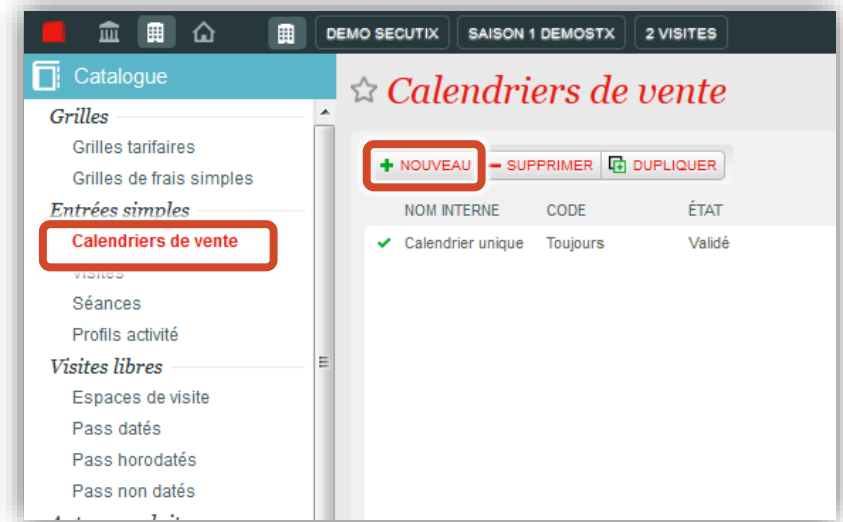 DEMO SECUTIX SAISON 1 DEMOSTX 2 VISITES
Catalogue
Calendriers de vente
Grilles
Grilles tarifaires
Grilles de frais simples
Entrées simples
Calendriers de vente
Visites
Séances
Profils activité
Visites libres
Espaces de visite
Pass datés
Pass horodatés
Pass non datés
NOUVEAU SUPPRIMER DUPLIQUER
NOM INTERNE CODE ÉTAT
Calendrier unique Toujours Validé